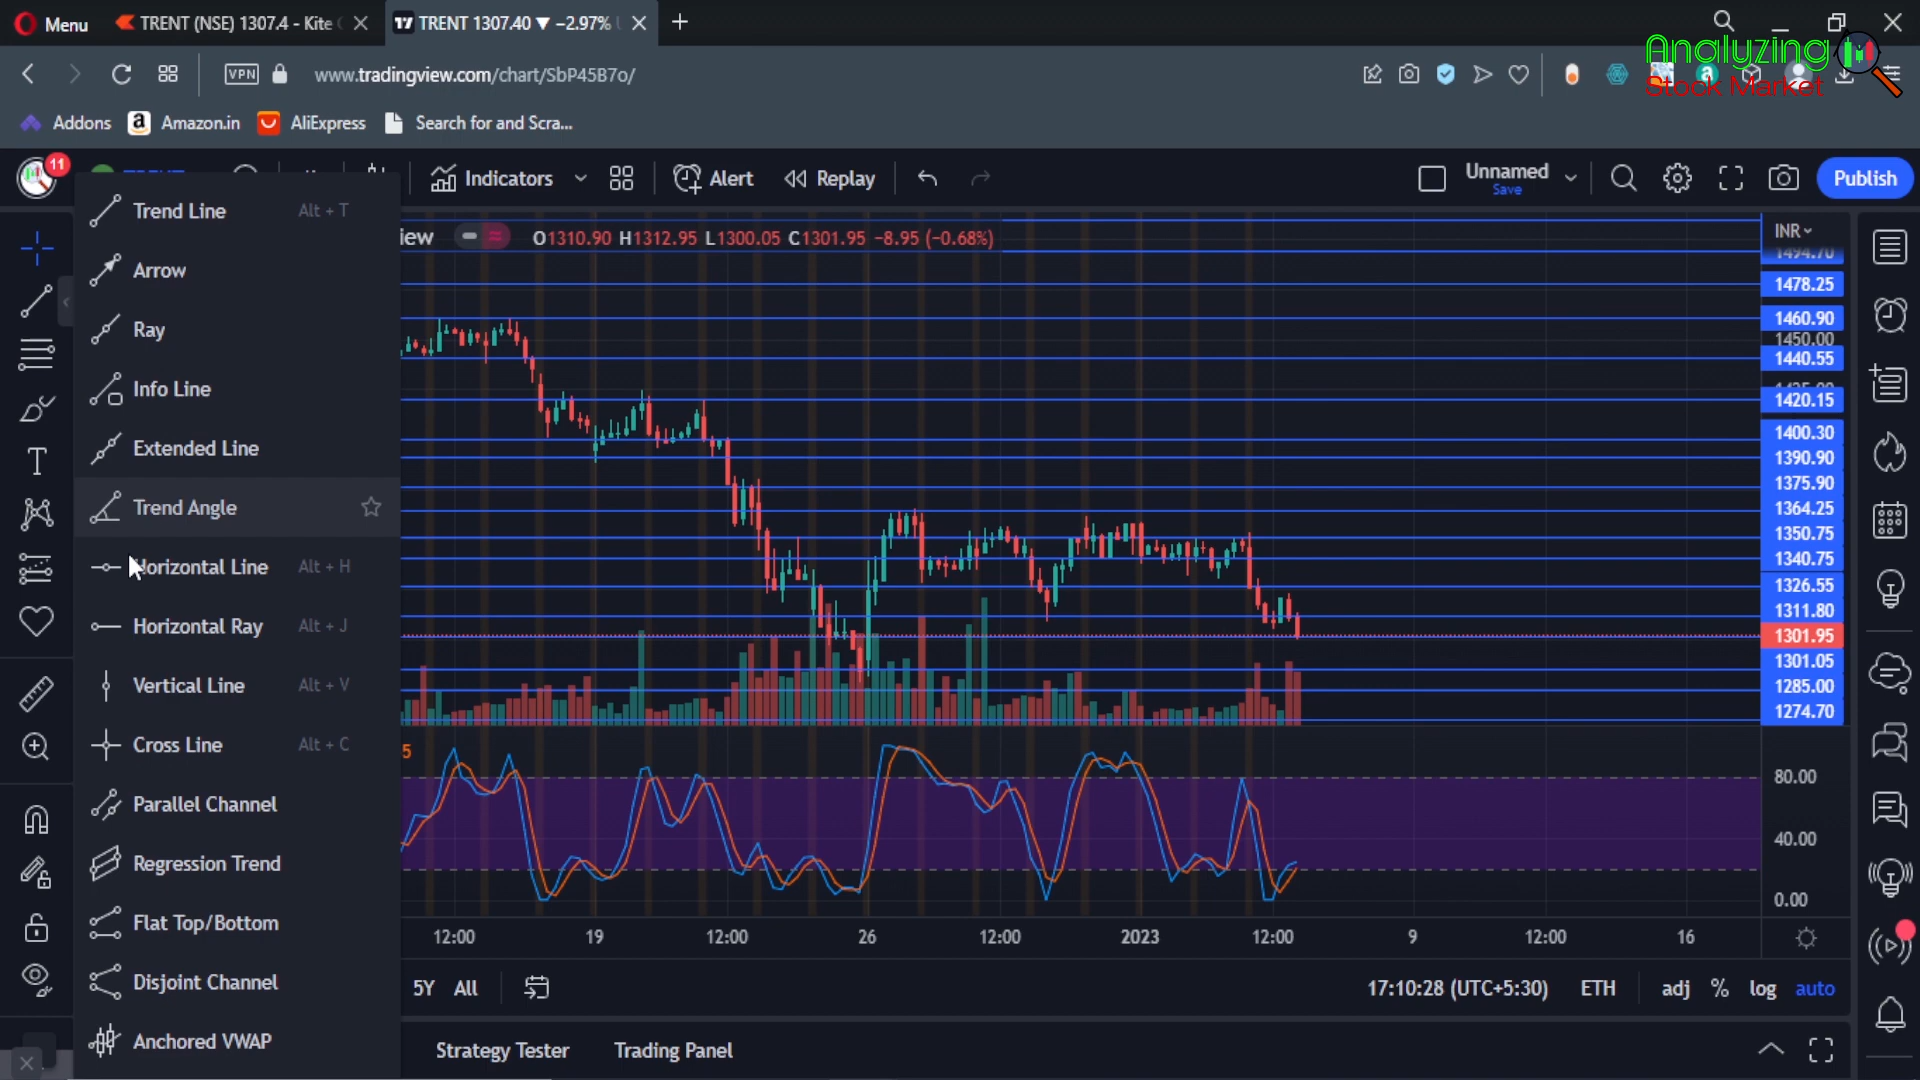 Menu
TRENT (NSE) 1307.4 - Kite
TRENT 1307.40 ▼ −2.97%
VPN
www.tradingview.com/chart/SbP45B7o/
Analyzing
Stock Market
Addons
Amazon.in
AliExpress
Search for and Scra...
11
Indicators
Alert
Replay
Unnamed
Save
Publish
Trend Line Alt + T
Arrow
Ray
Info Line
Extended Line
Trend Angle
Horizontal Line Alt + H
Horizontal Ray Alt + J
Vertical Line Alt + V
Cross Line Alt + C
Parallel Channel
Regression Trend
Flat Top/Bottom
Disjoint Channel
Anchored VWAP
iew
O1310.90 H1312.95 L1300.05 C1301.95 −8.95 (−0.68%)
INR
1494.70
1478.25
1460.90
1450.00
1440.55
1425.00
1420.15
1400.30
1390.90
1375.90
1364.25
1350.75
1340.75
1326.55
1311.80
1301.95
1301.05
1285.00
1274.70
5
80.00
40.00
0.00
12:00 19 12:00 26 12:00 2023 12:00 9 12:00 16
5Y All
17:10:28 (UTC+5:30) ETH adj % log auto
Strategy Tester Trading Panel